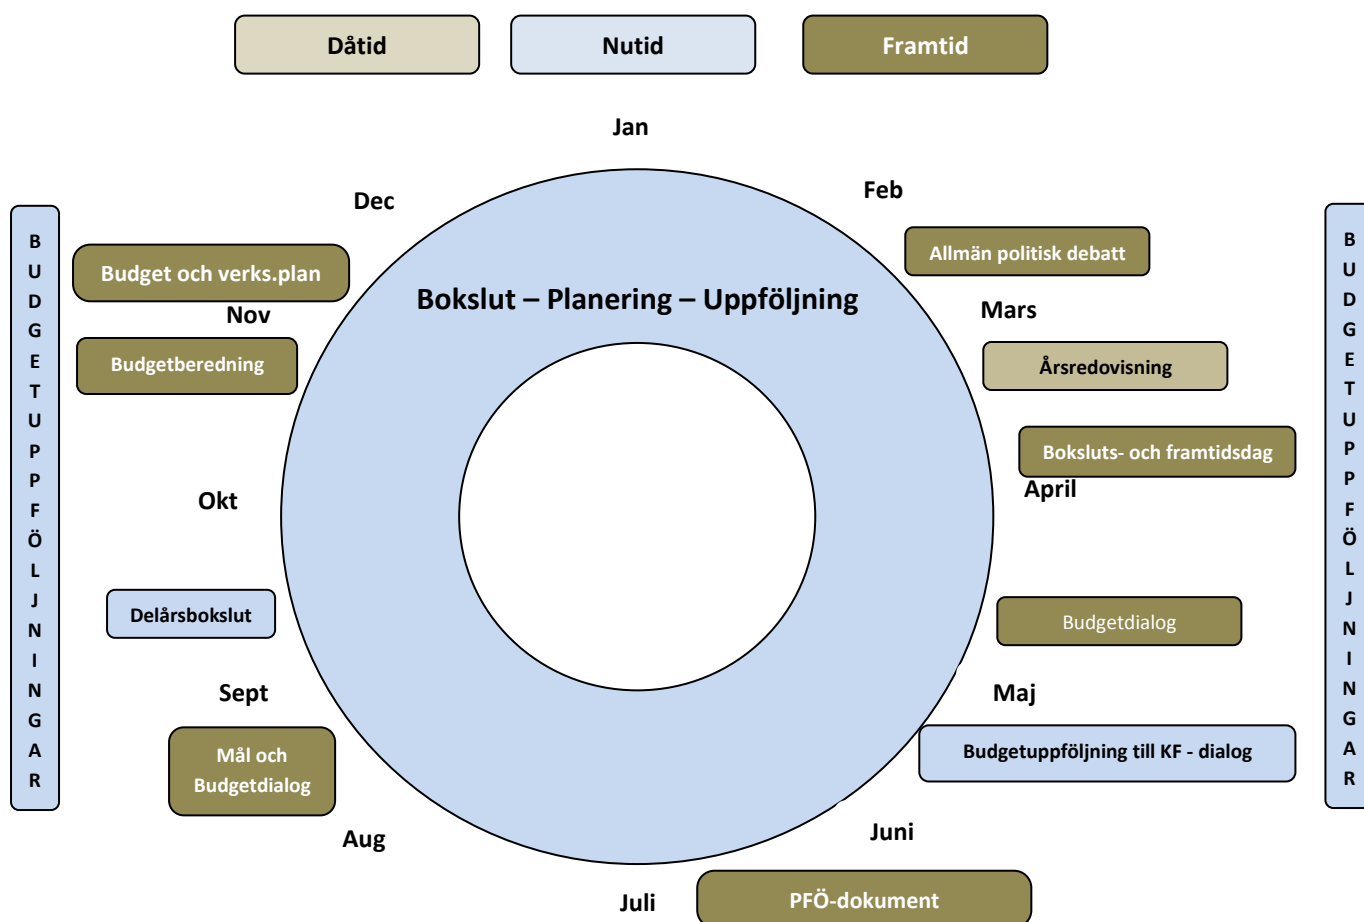 Dåtid
Nutid
Framtid
Jan
Feb
Dec
Allmän politisk debatt
Budget och verks.plan
Bokslut – Planering – Uppföljning
Mars
Nov
Årsredovisning
Budgetberedning
Boksluts- och framtidsdag
April
Okt
Delårsbokslut
Budgetdialog
Sept
Maj
Mål och
Budgetdialog
Budgetuppföljning till KF - dialog
Aug
Juni
Juli
PFÖ-dokument
B
U
D
G
E
T
U
P
P
F
Ö
L
J
N
I
N
G
A
R
B
U
D
G
E
T
U
P
P
F
Ö
L
J
N
I
N
G
A
R